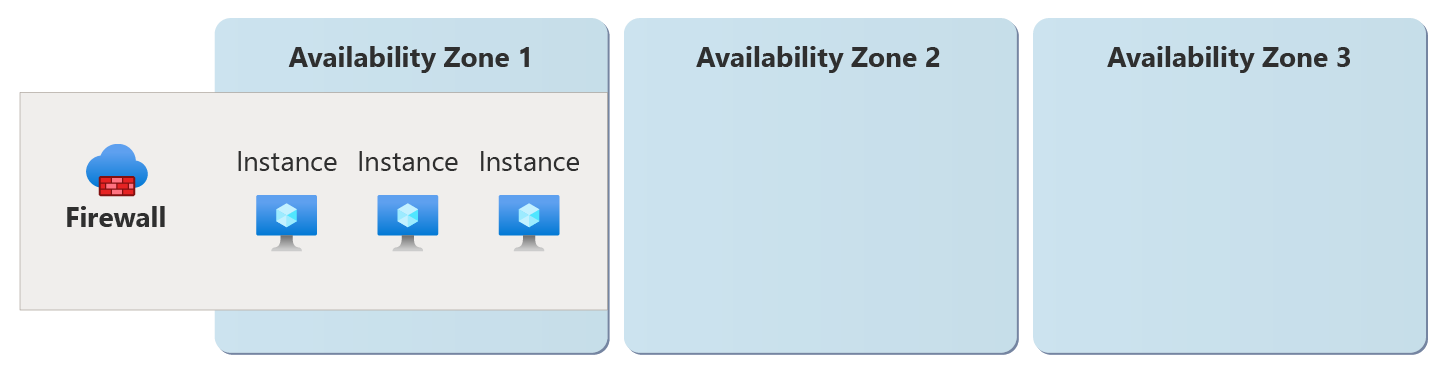 Availability Zone 1
Availability Zone 2
Availability Zone 3
Instance Instance Instance
Firewall